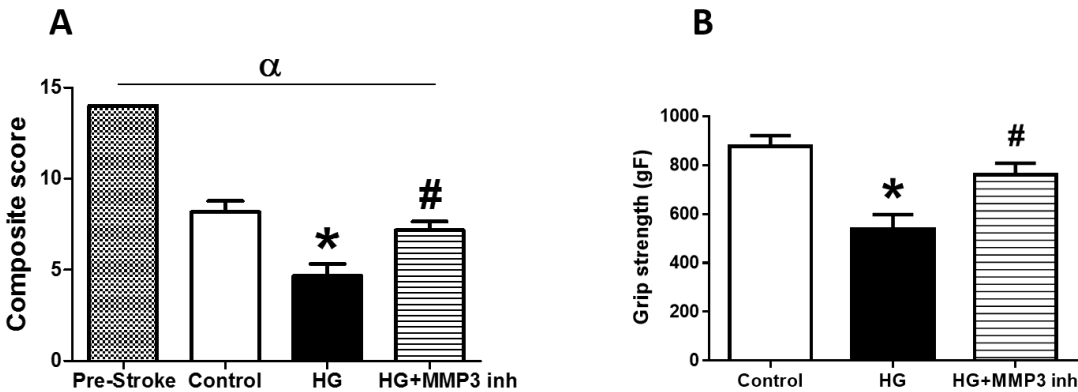 A
α
Composite score
15
10
5
0
*
#
Pre-Stroke Control HG HG+MMP3 inh
B
Grip strength (gF)
1000
800
600
400
200
0
*
#
Control HG HG+MMP3 inh